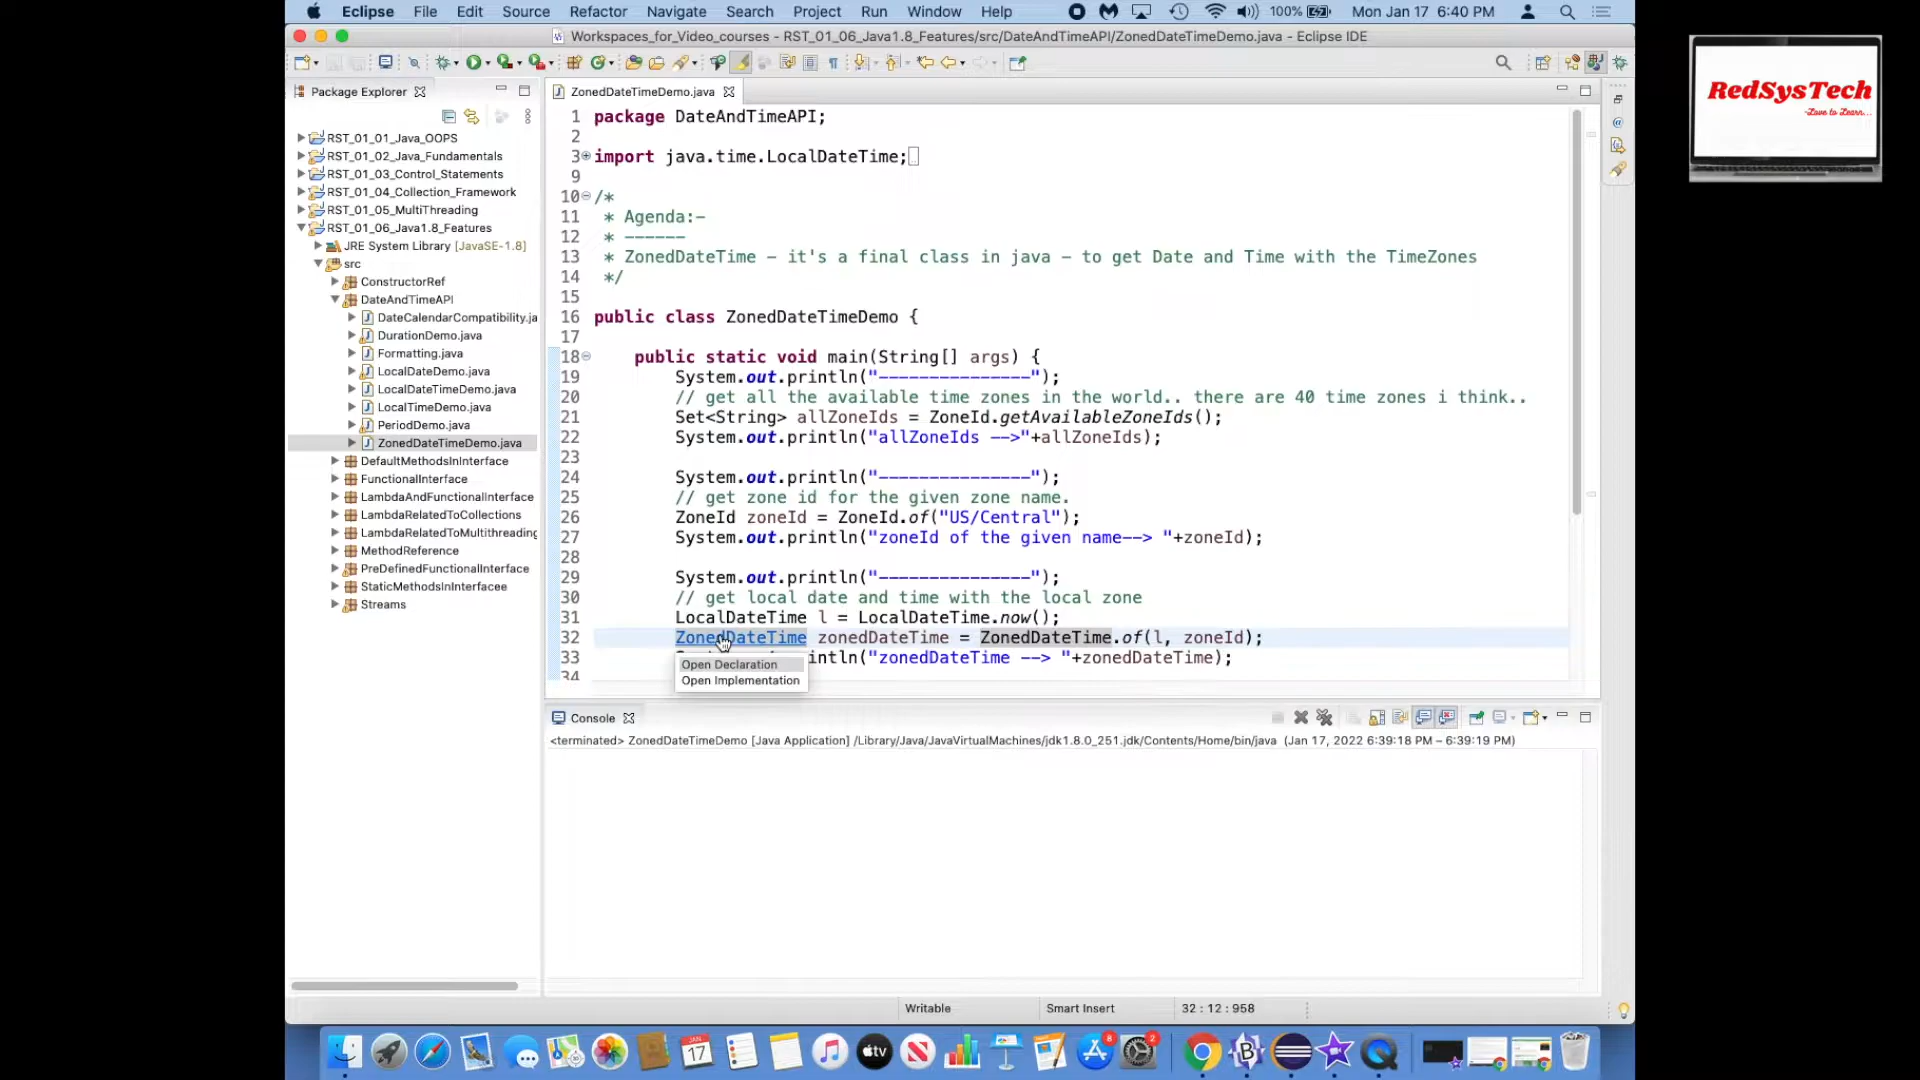 Eclipse File Edit Source Refactor Navigate Search Project Run Window Help 100% Mon Jan 17 6:40 PM
Workspaces_for_Video_courses - RST_01_06_Java1.8_Features/src/DateAndTimeAPI/ZonedDateTimeDemo.java - Eclipse IDE
RedSysTech
-Love to Learn...
Package Explorer
RST_01_01_Java_OOPS
RST_01_02_Java_Fundamentals
RST_01_03_Control_Statements
RST_01_04_Collection_Framework
RST_01_05_MultiThreading
RST_01_06_Java1.8_Features
JRE System Library [JavaSE-1.8]
src
ConstructorRef
DateAndTimeAPI
DateCalendarCompatibility.ja
DurationDemo.java
Formatting.java
LocalDateDemo.java
LocalDateTimeDemo.java
LocalTimeDemo.java
PeriodDemo.java
ZonedDateTimeDemo.java
DefaultMethodsInInterface
FunctionalInterface
LambdaAndFunctionalInterface
LambdaRelatedToCollections
LambdaRelatedToMultithreading
MethodReference
PreDefinedFunctionalInterface
StaticMethodsInInterfacee
Streams
ZonedDateTimeDemo.java
1 package DateAndTimeAPI;
2
3 import java.time.LocalDateTime;
9
10 /*
11 * Agenda:-
12 * ------
13 * ZonedDateTime - it's a final class in java - to get Date and Time with the TimeZones
14 */
15
16 public class ZonedDateTimeDemo {
17
18 public static void main(String[] args) {
19 System.out.println("---------------");
20 // get all the available time zones in the world.. there are 40 time zones i think..
21 Set<String> allZoneIds = ZoneId.getAvailableZoneIds();
22 System.out.println("allZoneIds -->"+allZoneIds);
23
24 System.out.println("---------------");
25 // get zone id for the given zone name.
26 ZoneId zoneId = ZoneId.of("US/Central");
27 System.out.println("zoneId of the given name--> "+zoneId);
28
29 System.out.println("---------------");
30 // get local date and time with the local zone
31 LocalDateTime l = LocalDateTime.now();
32 ZonedDateTime zonedDateTime = ZonedDateTime.of(l, zoneId);
33 intln("zonedDateTime --> "+zonedDateTime);
34
Open Declaration
Open Implementation
Console
<terminated> ZonedDateTimeDemo [Java Application] /Library/Java/JavaVirtualMachines/jdk1.8.0_251.jdk/Contents/Home/bin/java (Jan 17, 2022 6:39:18 PM – 6:39:19 PM)
Writable Smart Insert 32 : 12 : 958
JAN
17
tv
8
2